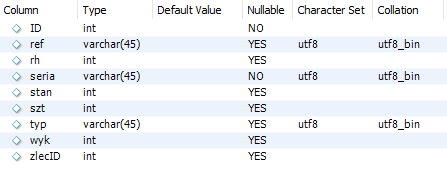 Column Type Default Value Nullable Character Set Collation
ID int NO
ref varchar(45) YES utf8 utf8_bin
rh int YES
seria varchar(45) NO utf8 utf8_bin
stan int YES
szt int YES
typ varchar(45) YES utf8 utf8_bin
wyk int YES
zlecID int YES